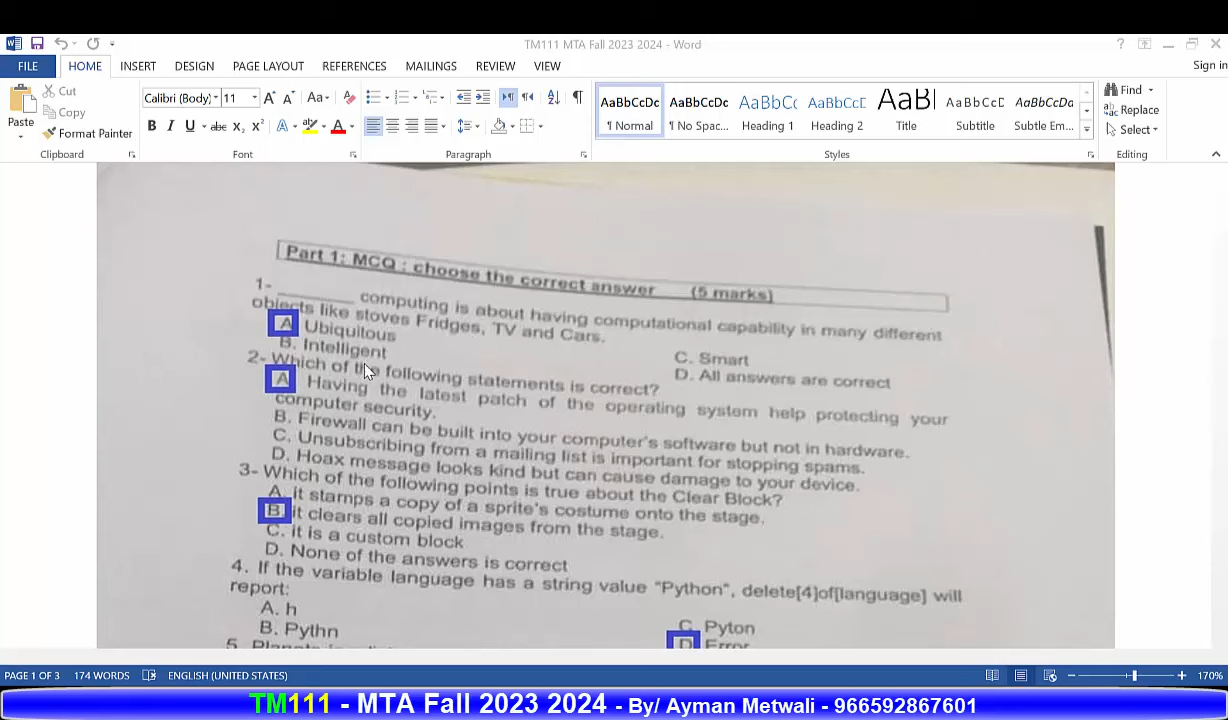 TM111 MTA Fall 2023 2024 - Word
FILE HOME INSERT DESIGN PAGE LAYOUT REFERENCES MAILINGS REVIEW VIEW Sign in
Paste Cut Copy Format Painter
Calibri (Body) 11
AaBbCcDc AaBbCcDc AaBbCc AaBbCcD AaB AaBbCcD AaBbCcDc
¶ Normal ¶ No Spac... Heading 1 Heading 2 Title Subtitle Subtle Em...
Find Replace Select
Clipboard Font Paragraph Styles Editing
Part 1: MCQ : choose the correct answer (5 marks)
1- ________ computing is about having computational capability in many different
objects like stoves Fridges, TV and Cars.
A Ubiquitous
B. Intelligent
C. Smart
D. All answers are correct
2- Which of the following statements is correct?
A Having the latest patch of the operating system help protecting your
computer security.
B. Firewall can be built into your computer's software but not in hardware.
C. Unsubscribing from a mailing list is important for stopping spams.
D. Hoax message looks kind but can cause damage to your device.
3- Which of the following points is true about the Clear Block?
A. it stamps a copy of a sprite's costume onto the stage.
B. it clears all copied images from the stage.
C. it is a custom block
D. None of the answers is correct
4. If the variable language has a string value "Python", delete[4]of[language] will
report:
A. h
B. Pythn
C. Pyton
D Error
PAGE 1 OF 3 174 WORDS ENGLISH (UNITED STATES) 170%
TM111 - MTA Fall 2023 2024 - By/ Ayman Metwali - 966592867601